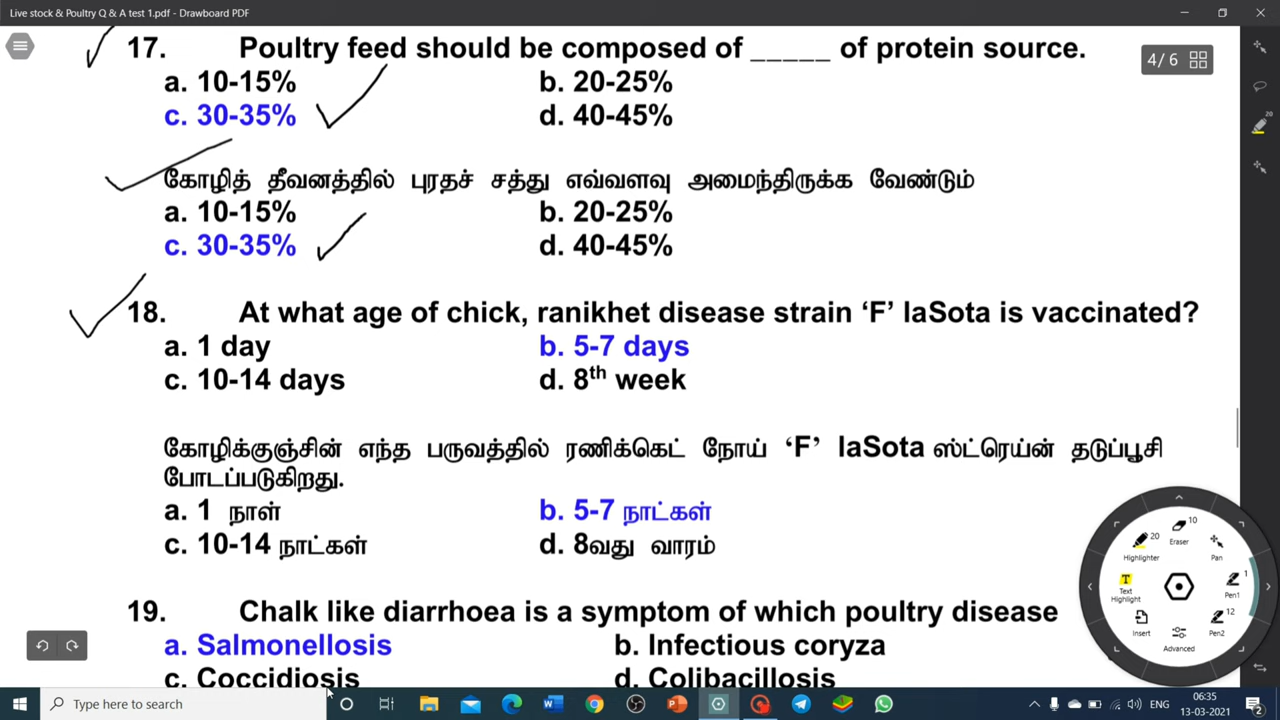 Live stock & Poultry Q & A test 1.pdf - Drawboard PDF
17. Poultry feed should be composed of _____ of protein source.
4/ 6
a. 10-15% b. 20-25%
c. 30-35% d. 40-45%
கோழித் தீவனத்தில் புரதச் சத்து எவ்வளவு அமைந்திருக்க வேண்டும்
a. 10-15% b. 20-25%
c. 30-35% d. 40-45%
18. At what age of chick, ranikhet disease strain ‘F’ laSota is vaccinated?
a. 1 day b. 5-7 days
c. 10-14 days d. 8th week
கோழிக்குஞ்சின் எந்த பருவத்தில் ரணிக்கெட் நோய் ‘F’ laSota ஸ்ட்ரெய்ன் தடுப்பூசி
போடப்படுகிறது.
a. 1 நாள் b. 5-7 நாட்கள்
c. 10-14 நாட்கள் d. 8வது வாரம்
19. Chalk like diarrhoea is a symptom of which poultry disease
a. Salmonellosis b. Infectious coryza
c. Coccidiosis d. Colibacillosis
20
10
Eraser
20
Highlighter
Pan
T
Text
Highlight
1
Pen1
Insert
12
Pen2
Advanced
Type here to search
ENG
06:35
13-03-2021
2